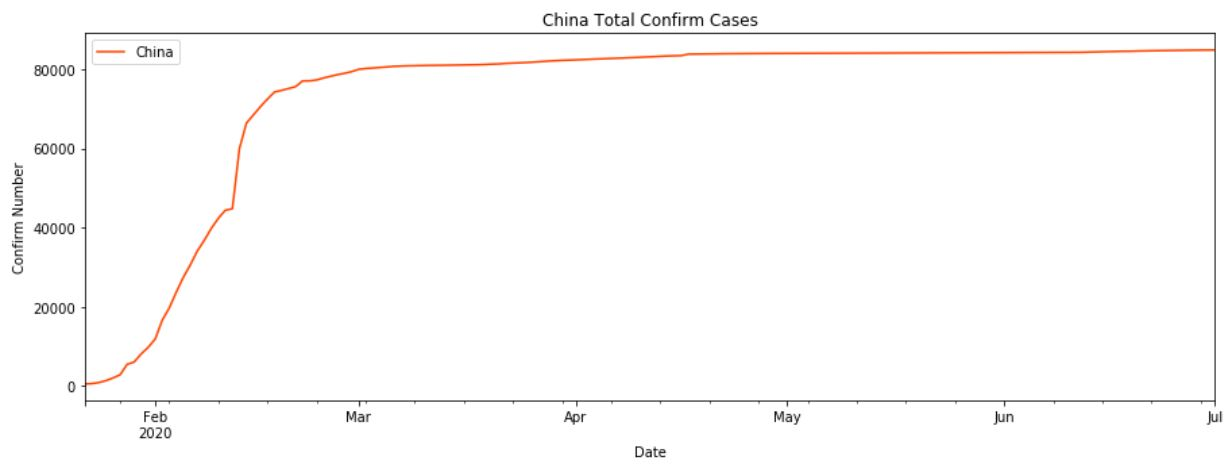 China Total Confirm Cases
China
80000
60000
40000
20000
0
Confirm Number
Feb
2020
Mar
Apr
May
Jun
Jul
Date